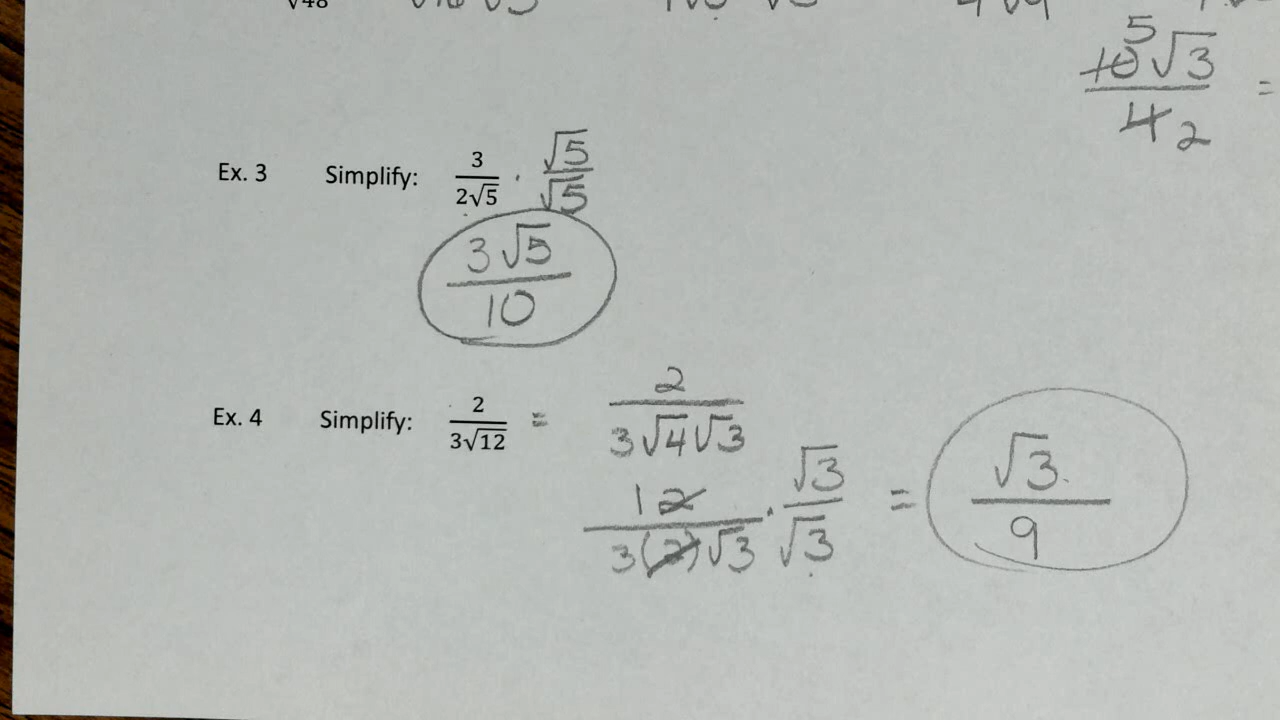 √48
5
10√3 =
4 2
Ex. 3 Simplify: 3/(2√5) · √5/√5
3√5
10
Ex. 4 Simplify: 2/(3√12) = 2/(3√4√3)
1 2/(3(2)√3) · √3/√3 = √3/9